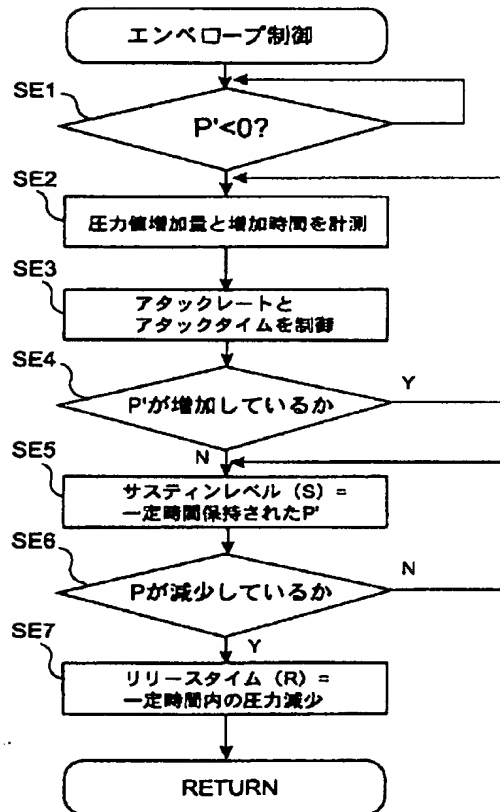 エンベロープ制御
SE1
P'<0?
SE2
圧力値増加量と増加時間を計測
SE3
アタックレートと
アタックタイムを制御
SE4
P'が増加しているか
Y
N
SE5
サスティンレベル（S）＝
一定時間保持されたP'
SE6
Pが減少しているか
N
Y
SE7
リリースタイム（R）＝
一定時間内の圧力減少
RETURN